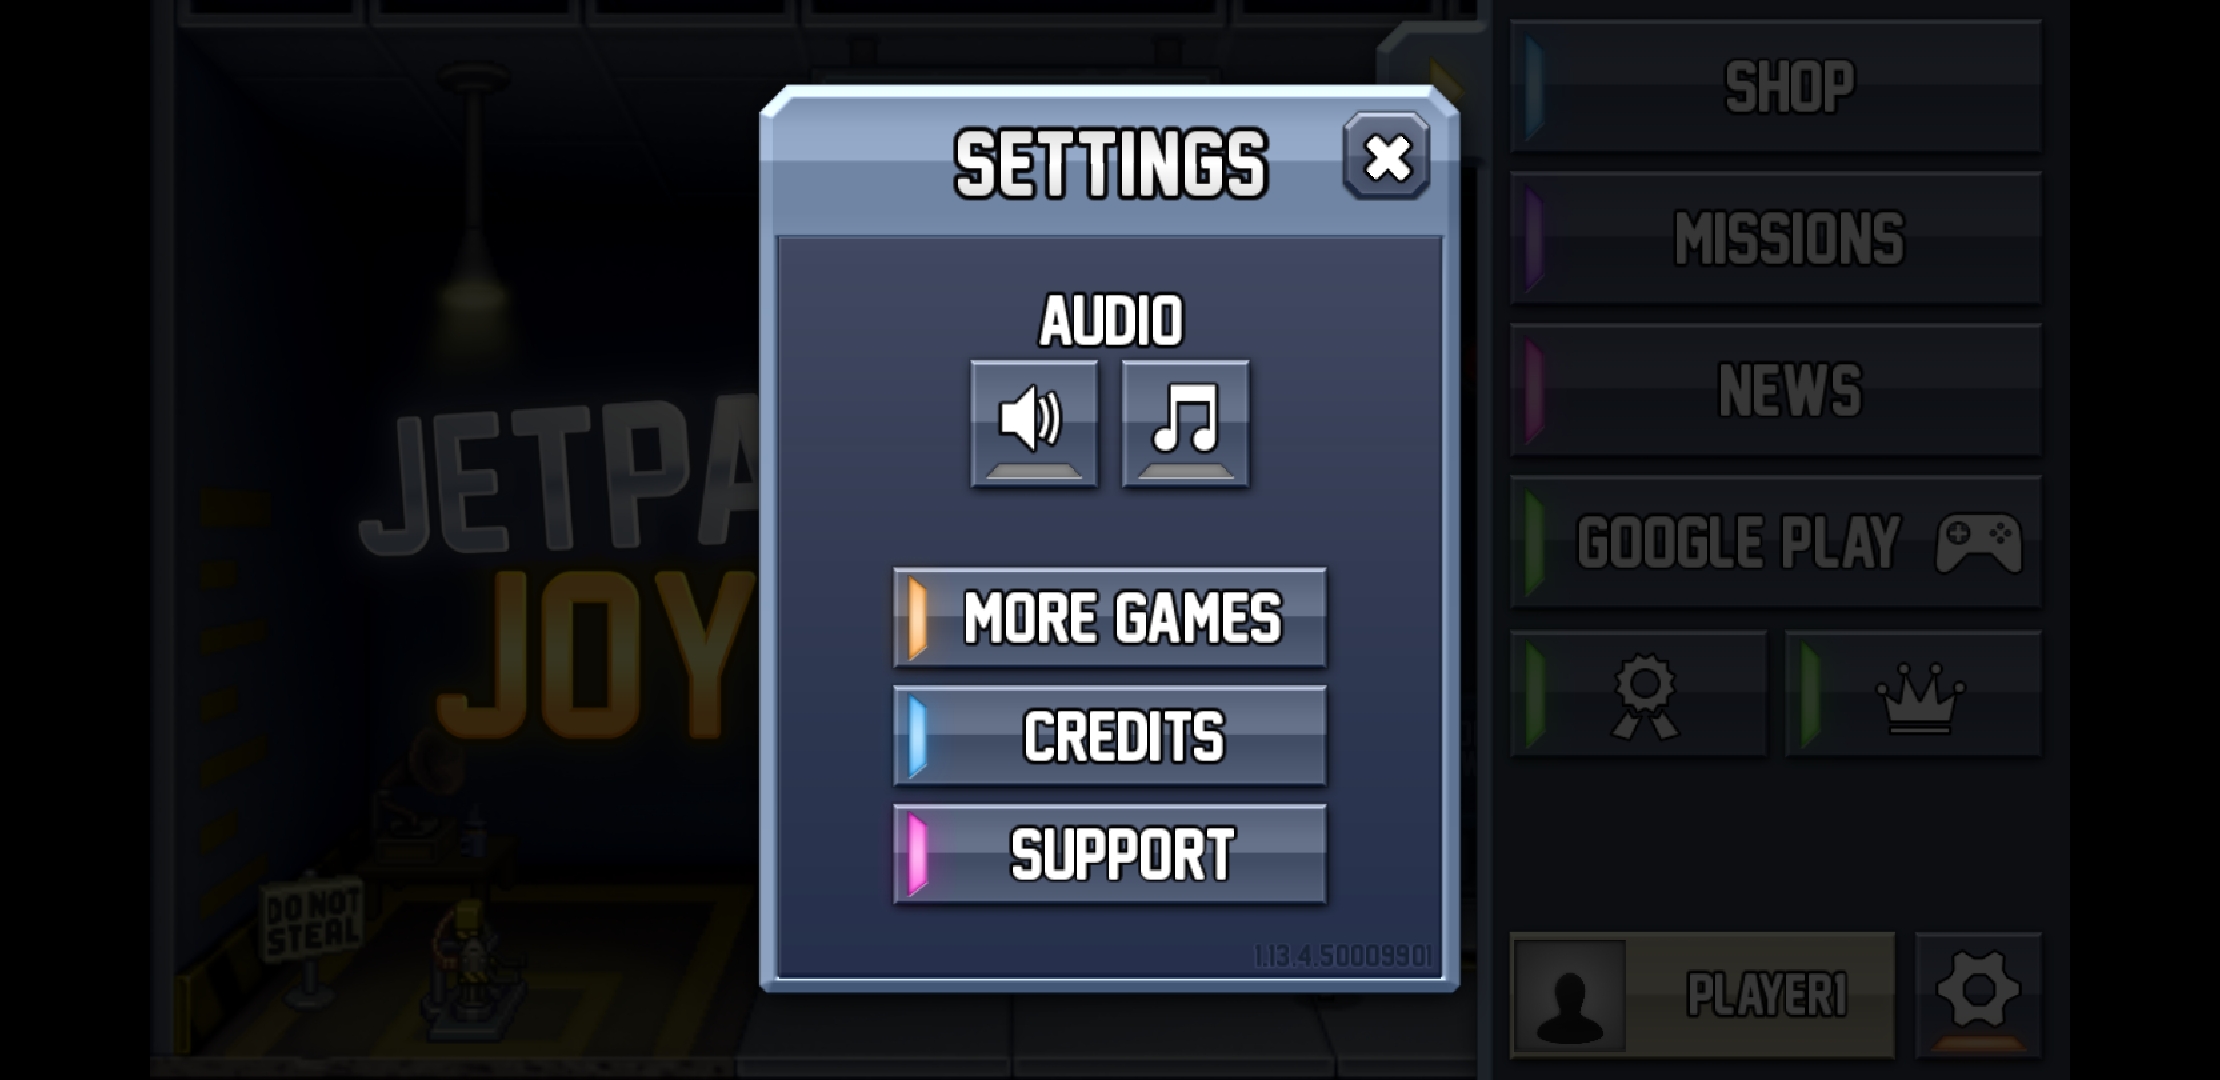 SETTINGS
AUDIO
MORE GAMES
CREDITS
SUPPORT
1.13.4.50009901
JETPA
JOY
DO NOT
STEAL
SHOP
MISSIONS
NEWS
GOOGLE PLAY
PLAYER1